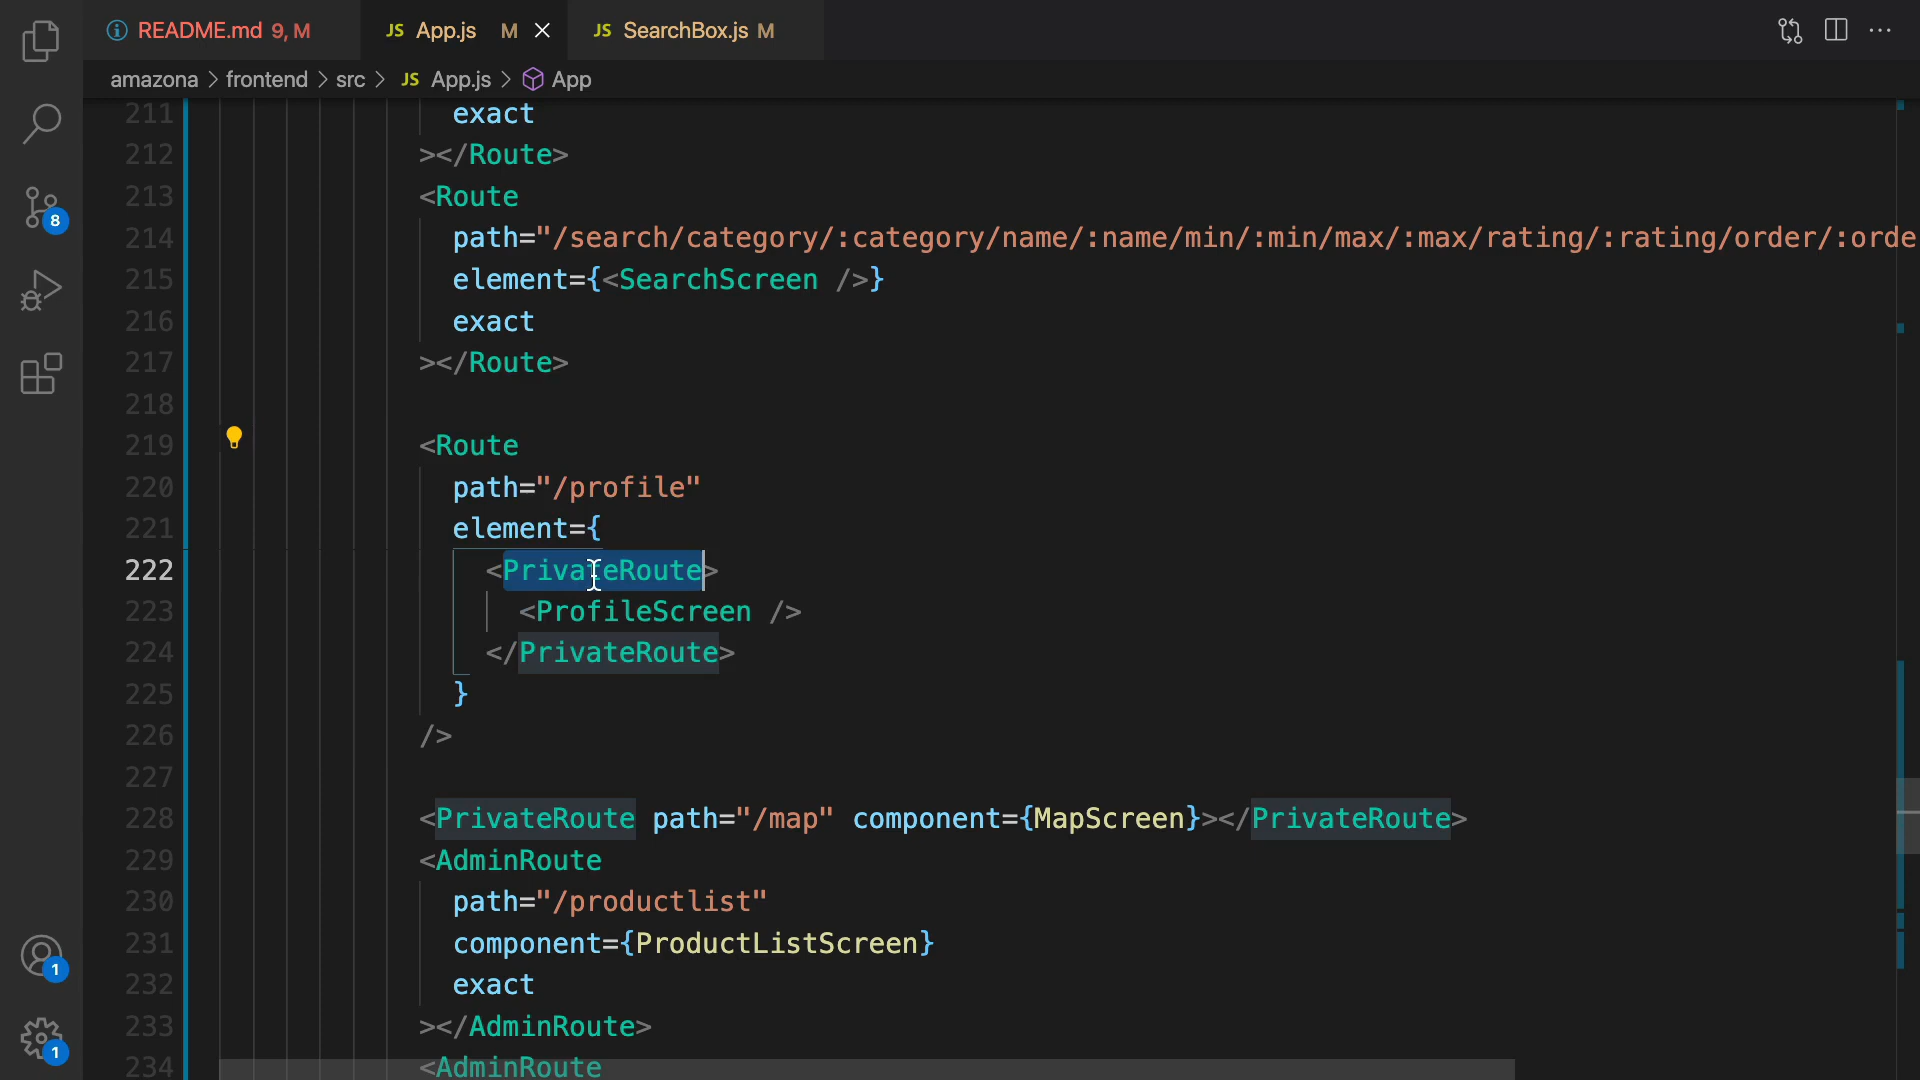 README.md 9, M
JS App.js M
JS SearchBox.js M
amazona > frontend > src > JS App.js > App
211 exact
212 ></Route>
213 <Route
214 path="/search/category/:category/name/:name/min/:min/max/:max/rating/:rating/order/:orde
215 element={<SearchScreen />}
216 exact
217 ></Route>
218
219 <Route
220 path="/profile"
221 element={
222 <PrivateRoute>
223 <ProfileScreen />
224 </PrivateRoute>
225 }
226 />
227
228 <PrivateRoute path="/map" component={MapScreen}></PrivateRoute>
229 <AdminRoute
230 path="/productlist"
231 component={ProductListScreen}
232 exact
233 ></AdminRoute>
234 <AdminRoute
8
1
1